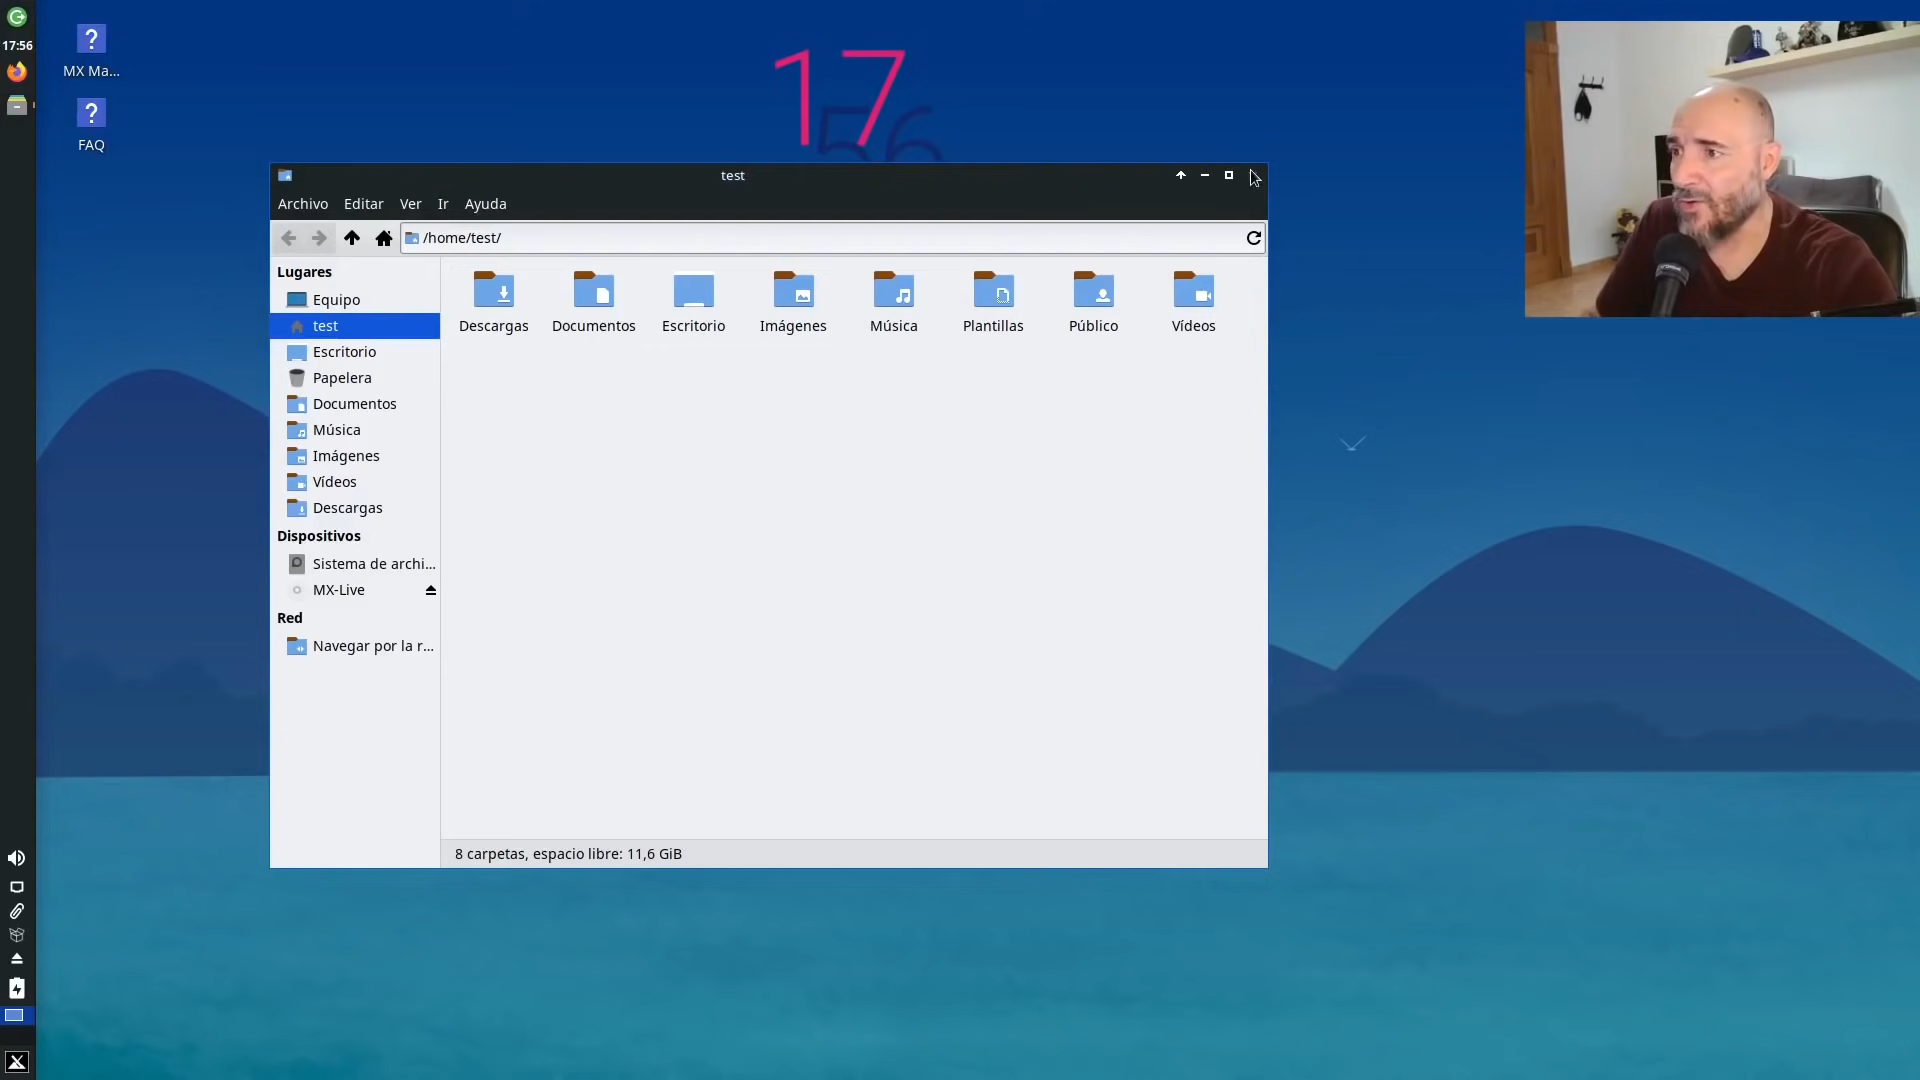 17:56
MX Ma...
FAQ
17
56
test
Archivo Editar Ver Ir Ayuda
/home/test/
Lugares
Equipo
test
Escritorio
Papelera
Documentos
Música
Imágenes
Vídeos
Descargas
Dispositivos
Sistema de archi...
MX-Live
Red
Navegar por la r...
Descargas Documentos Escritorio Imágenes Música Plantillas Público Vídeos
8 carpetas, espacio libre: 11,6 GiB